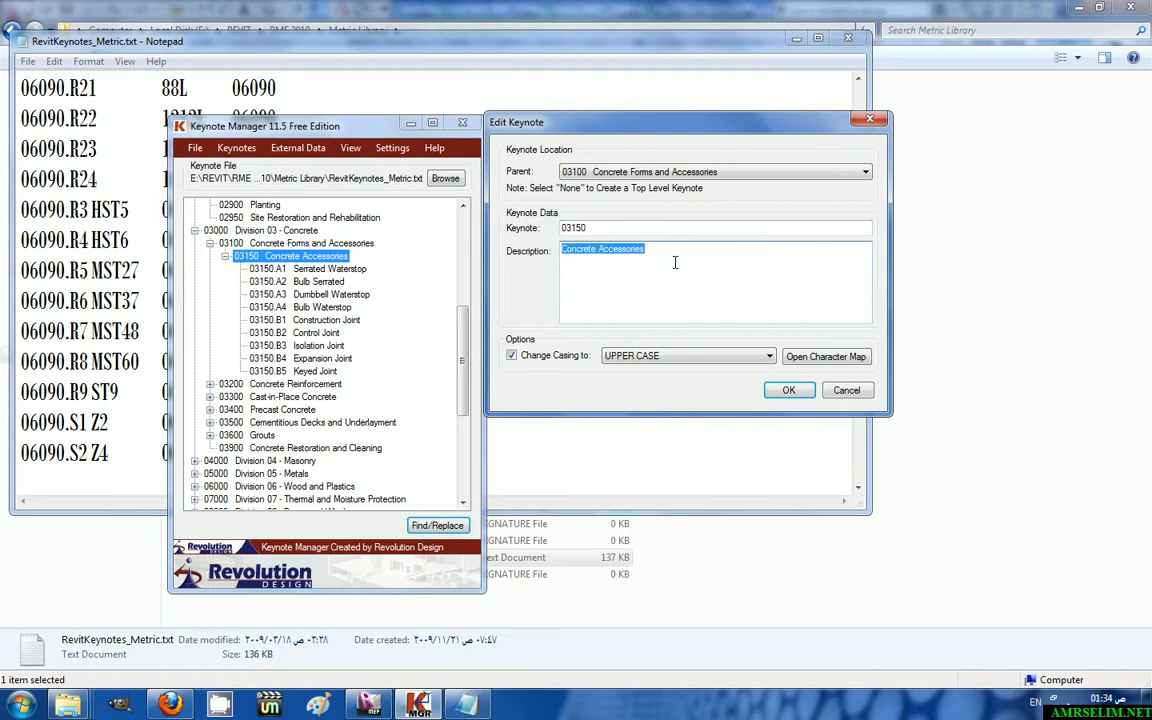 Search Metric Library
RevitKeynotes_Metric.txt - Notepad
File Edit Format View Help
06090.R21 88L 06090
06090.R22
06090.R23
06090.R24
06090.R3 HST5
06090.R4 HST6
06090.R5 MST27
06090.R6 MST37
06090.R7 MST48
06090.R8 MST60
06090.R9 ST9
06090.S1 Z2
06090.S2 Z4
Keynote Manager 11.5 Free Edition
File Keynotes External Data View Settings Help
Keynote File
E:\REVIT\RME ...10\Metric Library\RevitKeynotes_Metric.txt Browse
02900 Planting
02950 Site Restoration and Rehabilitation
03000 Division 03 - Concrete
03100 Concrete Forms and Accessories
03150 Concrete Accessories
03150.A1 Serrated Waterstop
03150.A2 Bulb Serrated
03150.A3 Dumbbell Waterstop
03150.A4 Bulb Waterstop
03150.B1 Construction Joint
03150.B2 Control Joint
03150.B3 Isolation Joint
03150.B4 Expansion Joint
03150.B5 Keyed Joint
03200 Concrete Reinforcement
03300 Cast-in-Place Concrete
03400 Precast Concrete
03500 Cementitious Decks and Underlayment
03600 Grouts
03900 Concrete Restoration and Cleaning
04000 Division 04 - Masonry
05000 Division 05 - Metals
06000 Division 06 - Wood and Plastics
07000 Division 07 - Thermal and Moisture Protection
Find/Replace
Revolution Keynote Manager Created by Revolution Design
Revolution
DESIGN
Edit Keynote
Keynote Location
Parent: 03100 Concrete Forms and Accessories
Note: Select "None" to Create a Top Level Keynote
Keynote Data
Keynote: 03150
Description: Concrete Accessories
Options
Change Casing to: UPPER CASE Open Character Map
OK Cancel
IGNATURE File 0 KB
IGNATURE File 0 KB
ext Document 137 KB
IGNATURE File 0 KB
RevitKeynotes_Metric.txt Date modified: ٢٠٠٩/٠٣/١٨ ص ٠٣:٣٨ Date created: ٢٠٠٩/١١/٢١ ص ٠٧:٤٧
Text Document Size: 136 KB
1 item selected Computer
EN 01:34 ص
AMRSELIM.NET